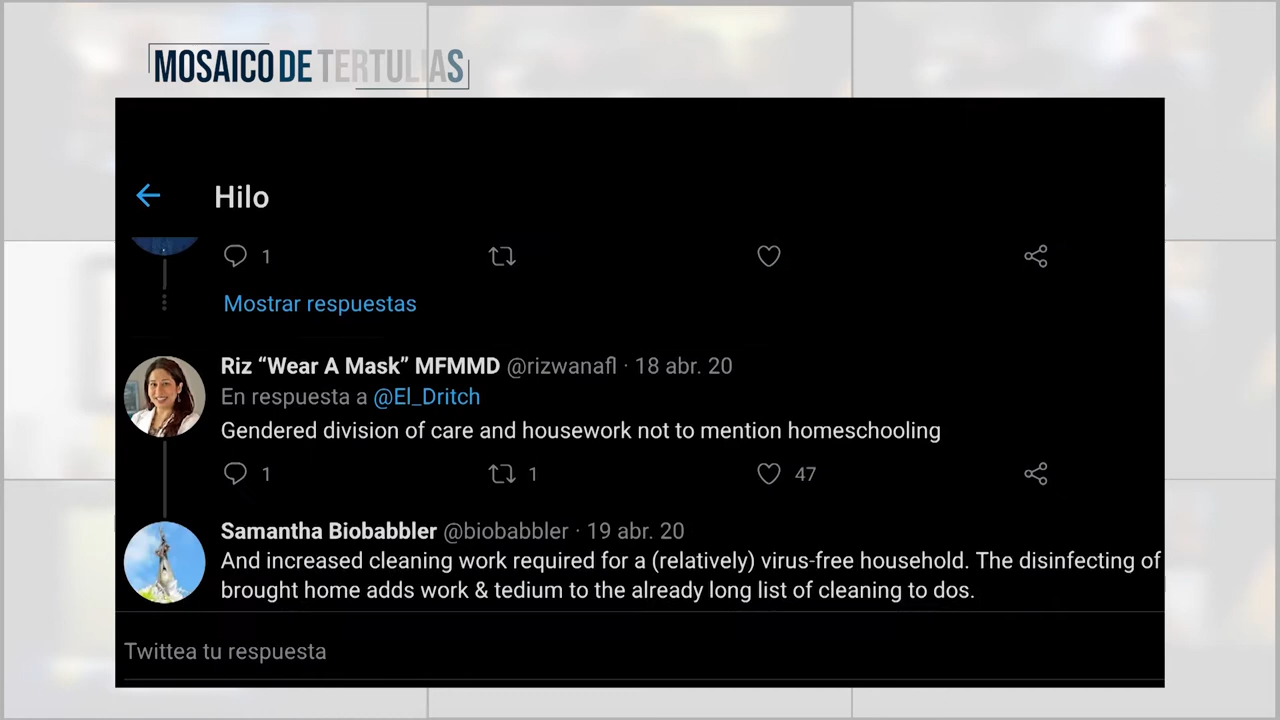 MOSAICO DE TERTULIAS
Hilo
1
Mostrar respuestas
Riz “Wear A Mask” MFMMD @rizwanafl · 18 abr. 20
En respuesta a @El_Dritch
Gendered division of care and housework not to mention homeschooling
1 1 47
Samantha Biobabbler @biobabbler · 19 abr. 20
And increased cleaning work required for a (relatively) virus-free household. The disinfecting of
brought home adds work & tedium to the already long list of cleaning to dos.
Twittea tu respuesta